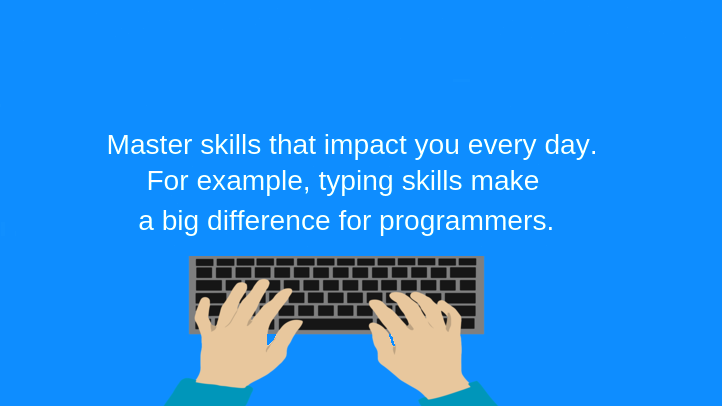 Master skills that impact you every day.
For example, typing skills make
a big difference for programmers.